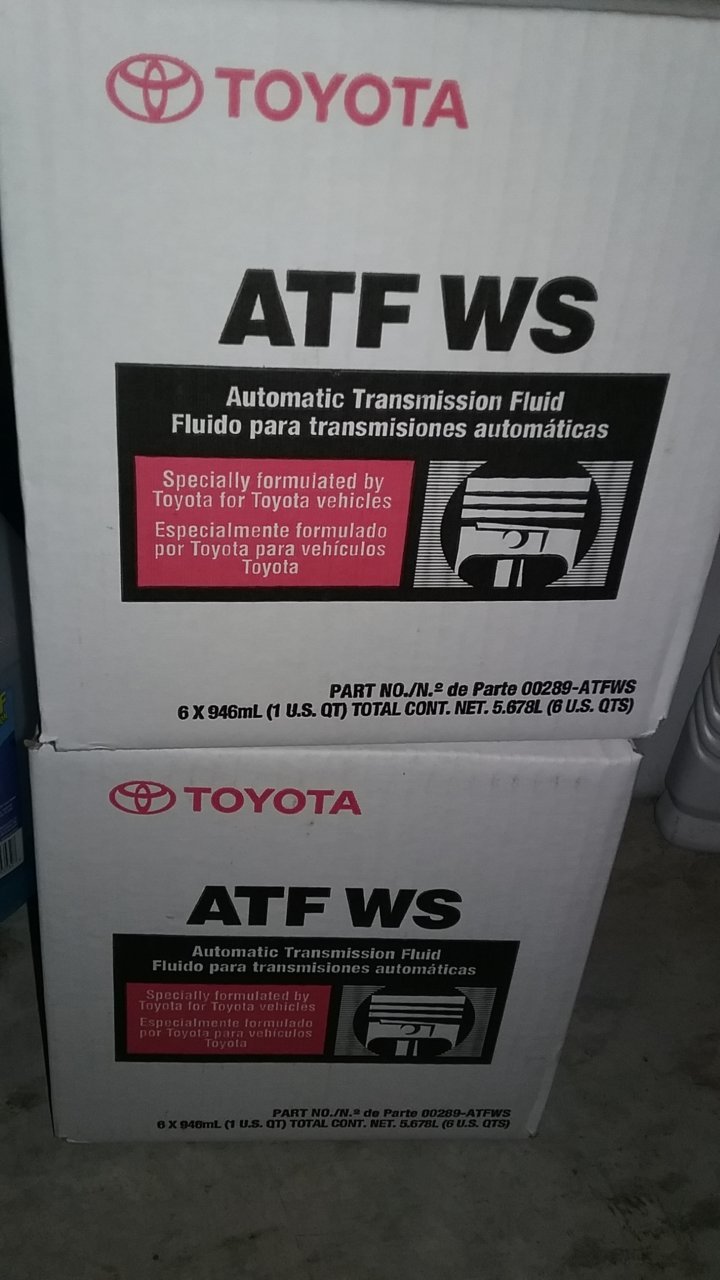 TOYOTA
ATF WS
Automatic Transmission Fluid
Fluido para transmisiones automáticas
Specially formulated by
Toyota for Toyota vehicles
Especialmente formulado
por Toyota para vehículos
Toyota
PART NO./N.º de Parte 00289-ATFWS
6 X 946mL (1 U.S. QT) TOTAL CONT. NET. 5.678L (6 U.S. QTS)
TOYOTA
ATF WS
Automatic Transmission Fluid
Fluido para transmisiones automáticas
Specially formulated by
Toyota for Toyota vehicles
Especialmente formulado
por Toyota para vehículos
Toyota
PART NO./N.º de Parte 00289-ATFWS
6 X 946mL (1 U.S. QT) TOTAL CONT. NET. 5.678L (6 U.S. QTS)